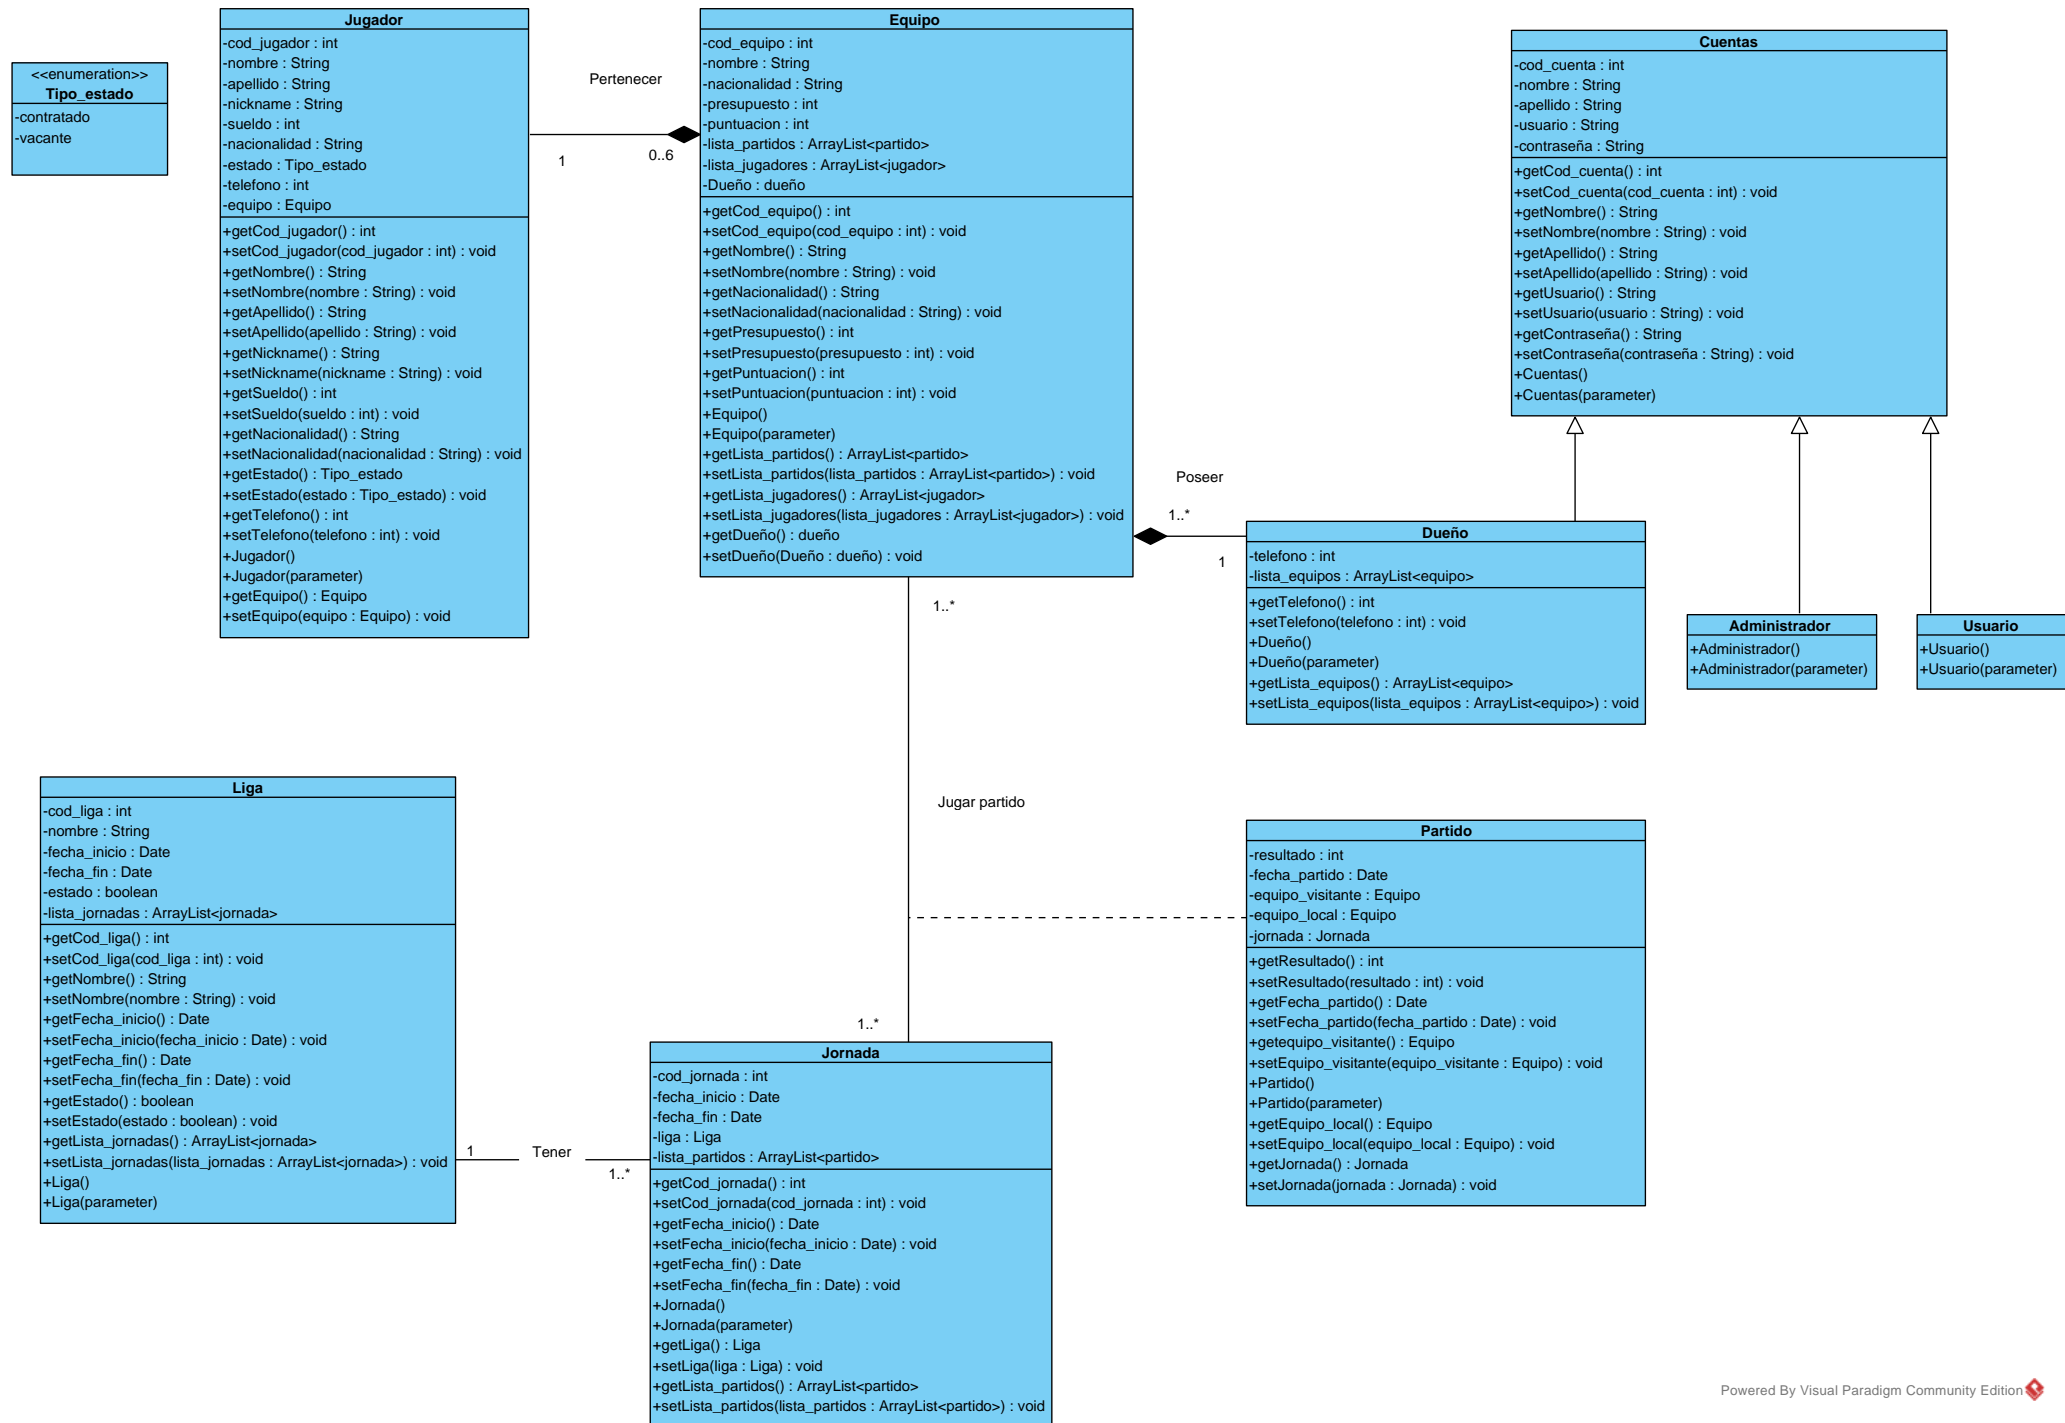 <<enumeration>>
Tipo_estado
-contratado
-vacante
Jugador
-cod_jugador : int
-nombre : String
-apellido : String
-nickname : String
-sueldo : int
-nacionalidad : String
-estado : Tipo_estado
-telefono : int
-equipo : Equipo
+getCod_jugador() : int
+setCod_jugador(cod_jugador : int) : void
+getNombre() : String
+setNombre(nombre : String) : void
+getApellido() : String
+setApellido(apellido : String) : void
+getNickname() : String
+setNickname(nickname : String) : void
+getSueldo() : int
+setSueldo(sueldo : int) : void
+getNacionalidad() : String
+setNacionalidad(nacionalidad : String) : void
+getEstado() : Tipo_estado
+setEstado(estado : Tipo_estado) : void
+getTelefono() : int
+setTelefono(telefono : int) : void
+Jugador()
+Jugador(parameter)
+getEquipo() : Equipo
+setEquipo(equipo : Equipo) : void
Pertenecer
1
0..6
Equipo
-cod_equipo : int
-nombre : String
-nacionalidad : String
-presupuesto : int
-puntuacion : int
-lista_partidos : ArrayList<partido>
-lista_jugadores : ArrayList<jugador>
-Dueño : dueño
+getCod_equipo() : int
+setCod_equipo(cod_equipo : int) : void
+getNombre() : String
+setNombre(nombre : String) : void
+getNacionalidad() : String
+setNacionalidad(nacionalidad : String) : void
+getPresupuesto() : int
+setPresupuesto(presupuesto : int) : void
+getPuntuacion() : int
+setPuntuacion(puntuacion : int) : void
+Equipo()
+Equipo(parameter)
+getLista_partidos() : ArrayList<partido>
+setLista_partidos(lista_partidos : ArrayList<partido>) : void
+getLista_jugadores() : ArrayList<jugador>
+setLista_jugadores(lista_jugadores : ArrayList<jugador>) : void
+getDueño() : dueño
+setDueño(Dueño : dueño) : void
Poseer
1..*
1
Cuentas
-cod_cuenta : int
-nombre : String
-apellido : String
-usuario : String
-contraseña : String
+getCod_cuenta() : int
+setCod_cuenta(cod_cuenta : int) : void
+getNombre() : String
+setNombre(nombre : String) : void
+getApellido() : String
+setApellido(apellido : String) : void
+getUsuario() : String
+setUsuario(usuario : String) : void
+getContraseña() : String
+setContraseña(contraseña : String) : void
+Cuentas()
+Cuentas(parameter)
Dueño
-telefono : int
-lista_equipos : ArrayList<equipo>
+getTelefono() : int
+setTelefono(telefono : int) : void
+Dueño()
+Dueño(parameter)
+getLista_equipos() : ArrayList<equipo>
+setLista_equipos(lista_equipos : ArrayList<equipo>) : void
Administrador
+Administrador()
+Administrador(parameter)
Usuario
+Usuario()
+Usuario(parameter)
1..*
Jugar partido
1..*
Liga
-cod_liga : int
-nombre : String
-fecha_inicio : Date
-fecha_fin : Date
-estado : boolean
-lista_jornadas : ArrayList<jornada>
+getCod_liga() : int
+setCod_liga(cod_liga : int) : void
+getNombre() : String
+setNombre(nombre : String) : void
+getFecha_inicio() : Date
+setFecha_inicio(fecha_inicio : Date) : void
+getFecha_fin() : Date
+setFecha_fin(fecha_fin : Date) : void
+getEstado() : boolean
+setEstado(estado : boolean) : void
+getLista_jornadas() : ArrayList<jornada>
+setLista_jornadas(lista_jornadas : ArrayList<jornada>) : void
+Liga()
+Liga(parameter)
1
Tener
1..*
Jornada
-cod_jornada : int
-fecha_inicio : Date
-fecha_fin : Date
-liga : Liga
-lista_partidos : ArrayList<partido>
+getCod_jornada() : int
+setCod_jornada(cod_jornada : int) : void
+getFecha_inicio() : Date
+setFecha_inicio(fecha_inicio : Date) : void
+getFecha_fin() : Date
+setFecha_fin(fecha_fin : Date) : void
+Jornada()
+Jornada(parameter)
+getLiga() : Liga
+setLiga(liga : Liga) : void
+getLista_partidos() : ArrayList<partido>
+setLista_partidos(lista_partidos : ArrayList<partido>) : void
Partido
-resultado : int
-fecha_partido : Date
-equipo_visitante : Equipo
-equipo_local : Equipo
-jornada : Jornada
+getResultado() : int
+setResultado(resultado : int) : void
+getFecha_partido() : Date
+setFecha_partido(fecha_partido : Date) : void
+getequipo_visitante() : Equipo
+setEquipo_visitante(equipo_visitante : Equipo) : void
+Partido()
+Partido(parameter)
+getEquipo_local() : Equipo
+setEquipo_local(equipo_local : Equipo) : void
+getJornada() : Jornada
+setJornada(jornada : Jornada) : void
Powered By Visual Paradigm Community Edition